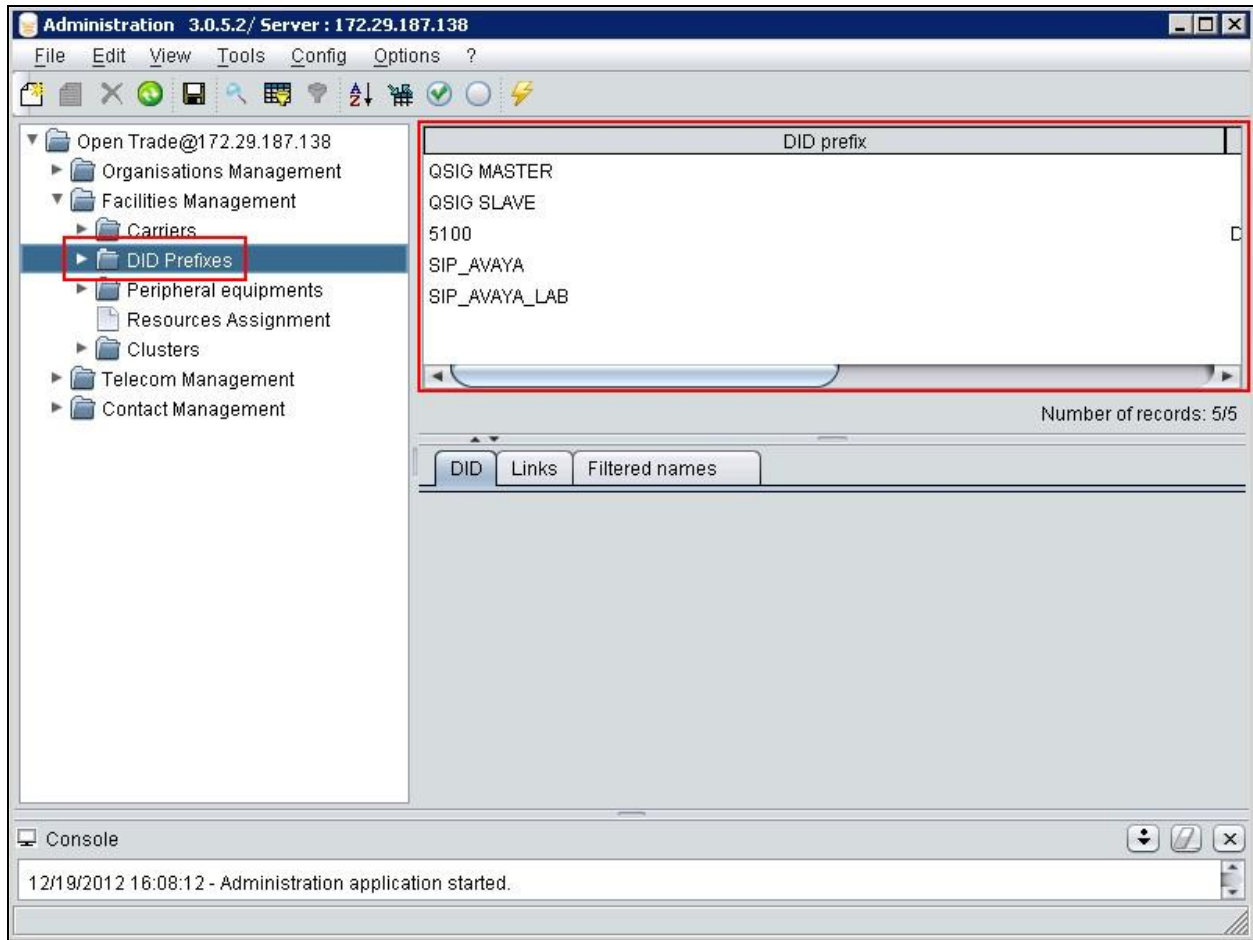 Administration 3.0.5.2/ Server : 172.29.187.138
File Edit View Tools Config Options ?
Open Trade@172.29.187.138
Organisations Management
Facilities Management
Carriers
DID Prefixes
Peripheral equipments
Resources Assignment
Clusters
Telecom Management
Contact Management
DID prefix
QSIG MASTER
QSIG SLAVE
5100
SIP_AVAYA
SIP_AVAYA_LAB
Number of records: 5/5
DID Links Filtered names
Console
12/19/2012 16:08:12 - Administration application started.